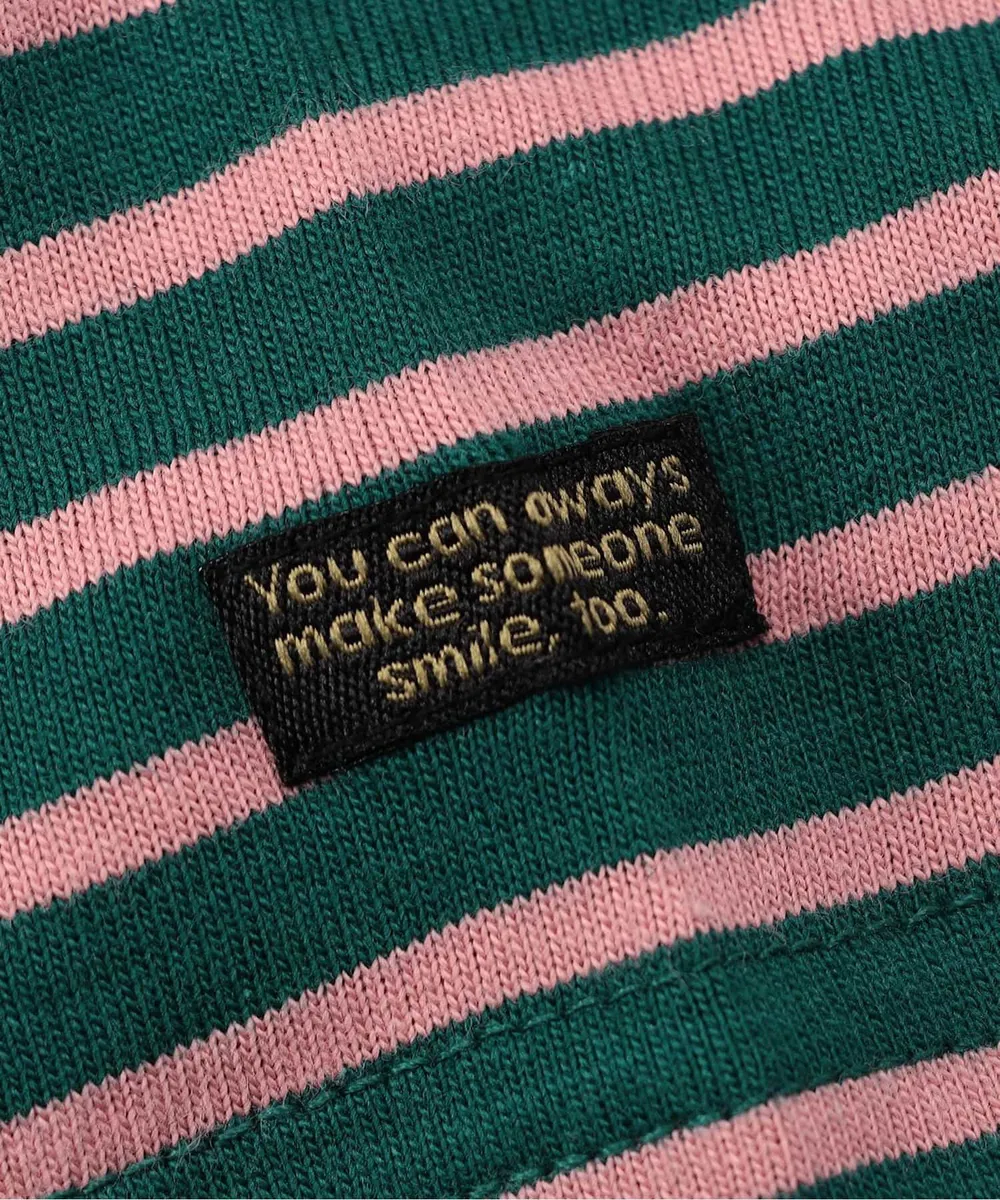 You can aways
make someone
smile, too.